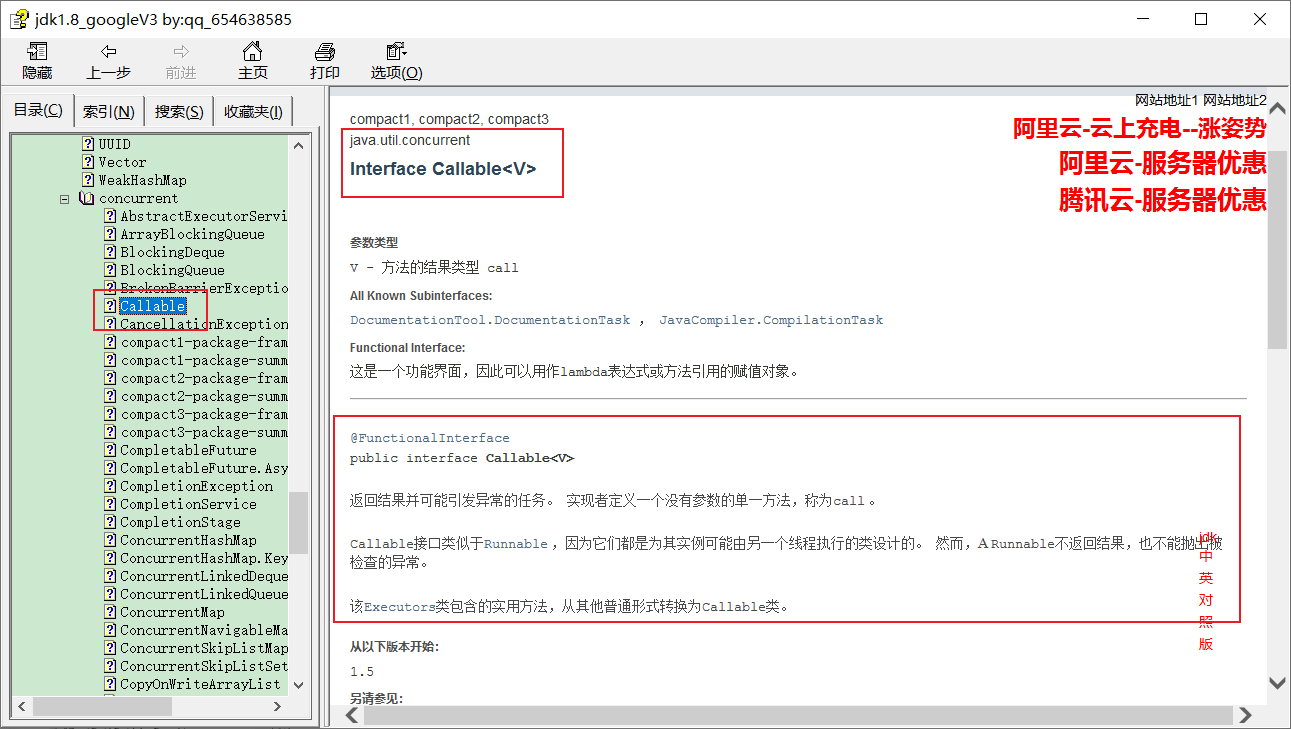 jdk1.8_googleV3 by:qq_654638585
隐藏 上一步 前进 主页 打印 选项(O)
目录(C) 索引(N) 搜索(S) 收藏夹(I)
UUID
Vector
WeakHashMap
concurrent
AbstractExecutorServi
ArrayBlockingQueue
BlockingDeque
BlockingQueue
BrokenBarrierExceptio
Callable
CancellationException
compact1-package-fram
compact1-package-summ
compact2-package-fram
compact2-package-summ
compact3-package-fram
compact3-package-summ
CompletableFuture
CompletableFuture.Asy
CompletionException
CompletionService
CompletionStage
ConcurrentHashMap
ConcurrentHashMap.Key
ConcurrentLinkedDeque
ConcurrentLinkedQueue
ConcurrentMap
ConcurrentNavigableMa
ConcurrentSkipListMap
ConcurrentSkipListSet
CopyOnWriteArrayList
网站地址1 网站地址2
阿里云-云上充电--涨姿势
阿里云-服务器优惠
腾讯云-服务器优惠
compact1, compact2, compact3
java.util.concurrent
Interface Callable<V>
参数类型
V - 方法的结果类型 call
All Known Subinterfaces:
DocumentationTool.DocumentationTask ， JavaCompiler.CompilationTask
Functional Interface:
这是一个功能界面，因此可以用作lambda表达式或方法引用的赋值对象。
@FunctionalInterface
public interface Callable<V>
返回结果并可能引发异常的任务。 实现者定义一个没有参数的单一方法，称为call 。
Callable接口类似于Runnable ，因为它们都是为其实例可能由另一个线程执行的类设计的。 然而，A Runnable不返回结果，也不能抛出被
检查的异常。
该Executors类包含的实用方法，从其他普通形式转换为Callable类。
从以下版本开始：
1.5
另请参见：
jdk
中
英
对
照
版